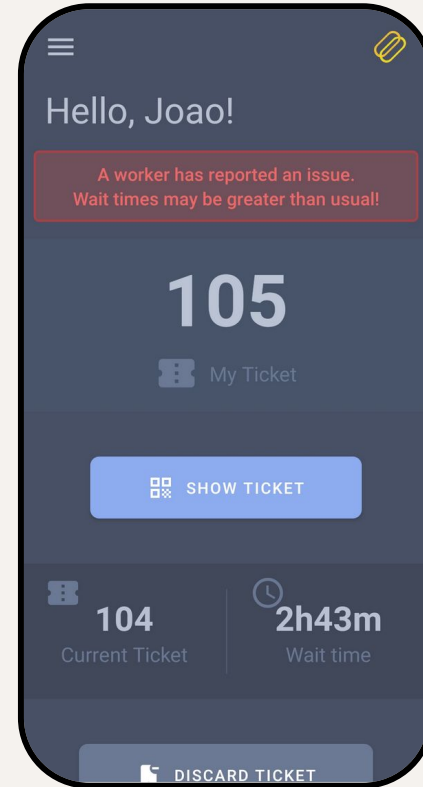 Hello, Joao!
A worker has reported an issue.
Wait times may be greater than usual!
105
My Ticket
SHOW TICKET
104
Current Ticket
2h43m
Wait time
DISCARD TICKET